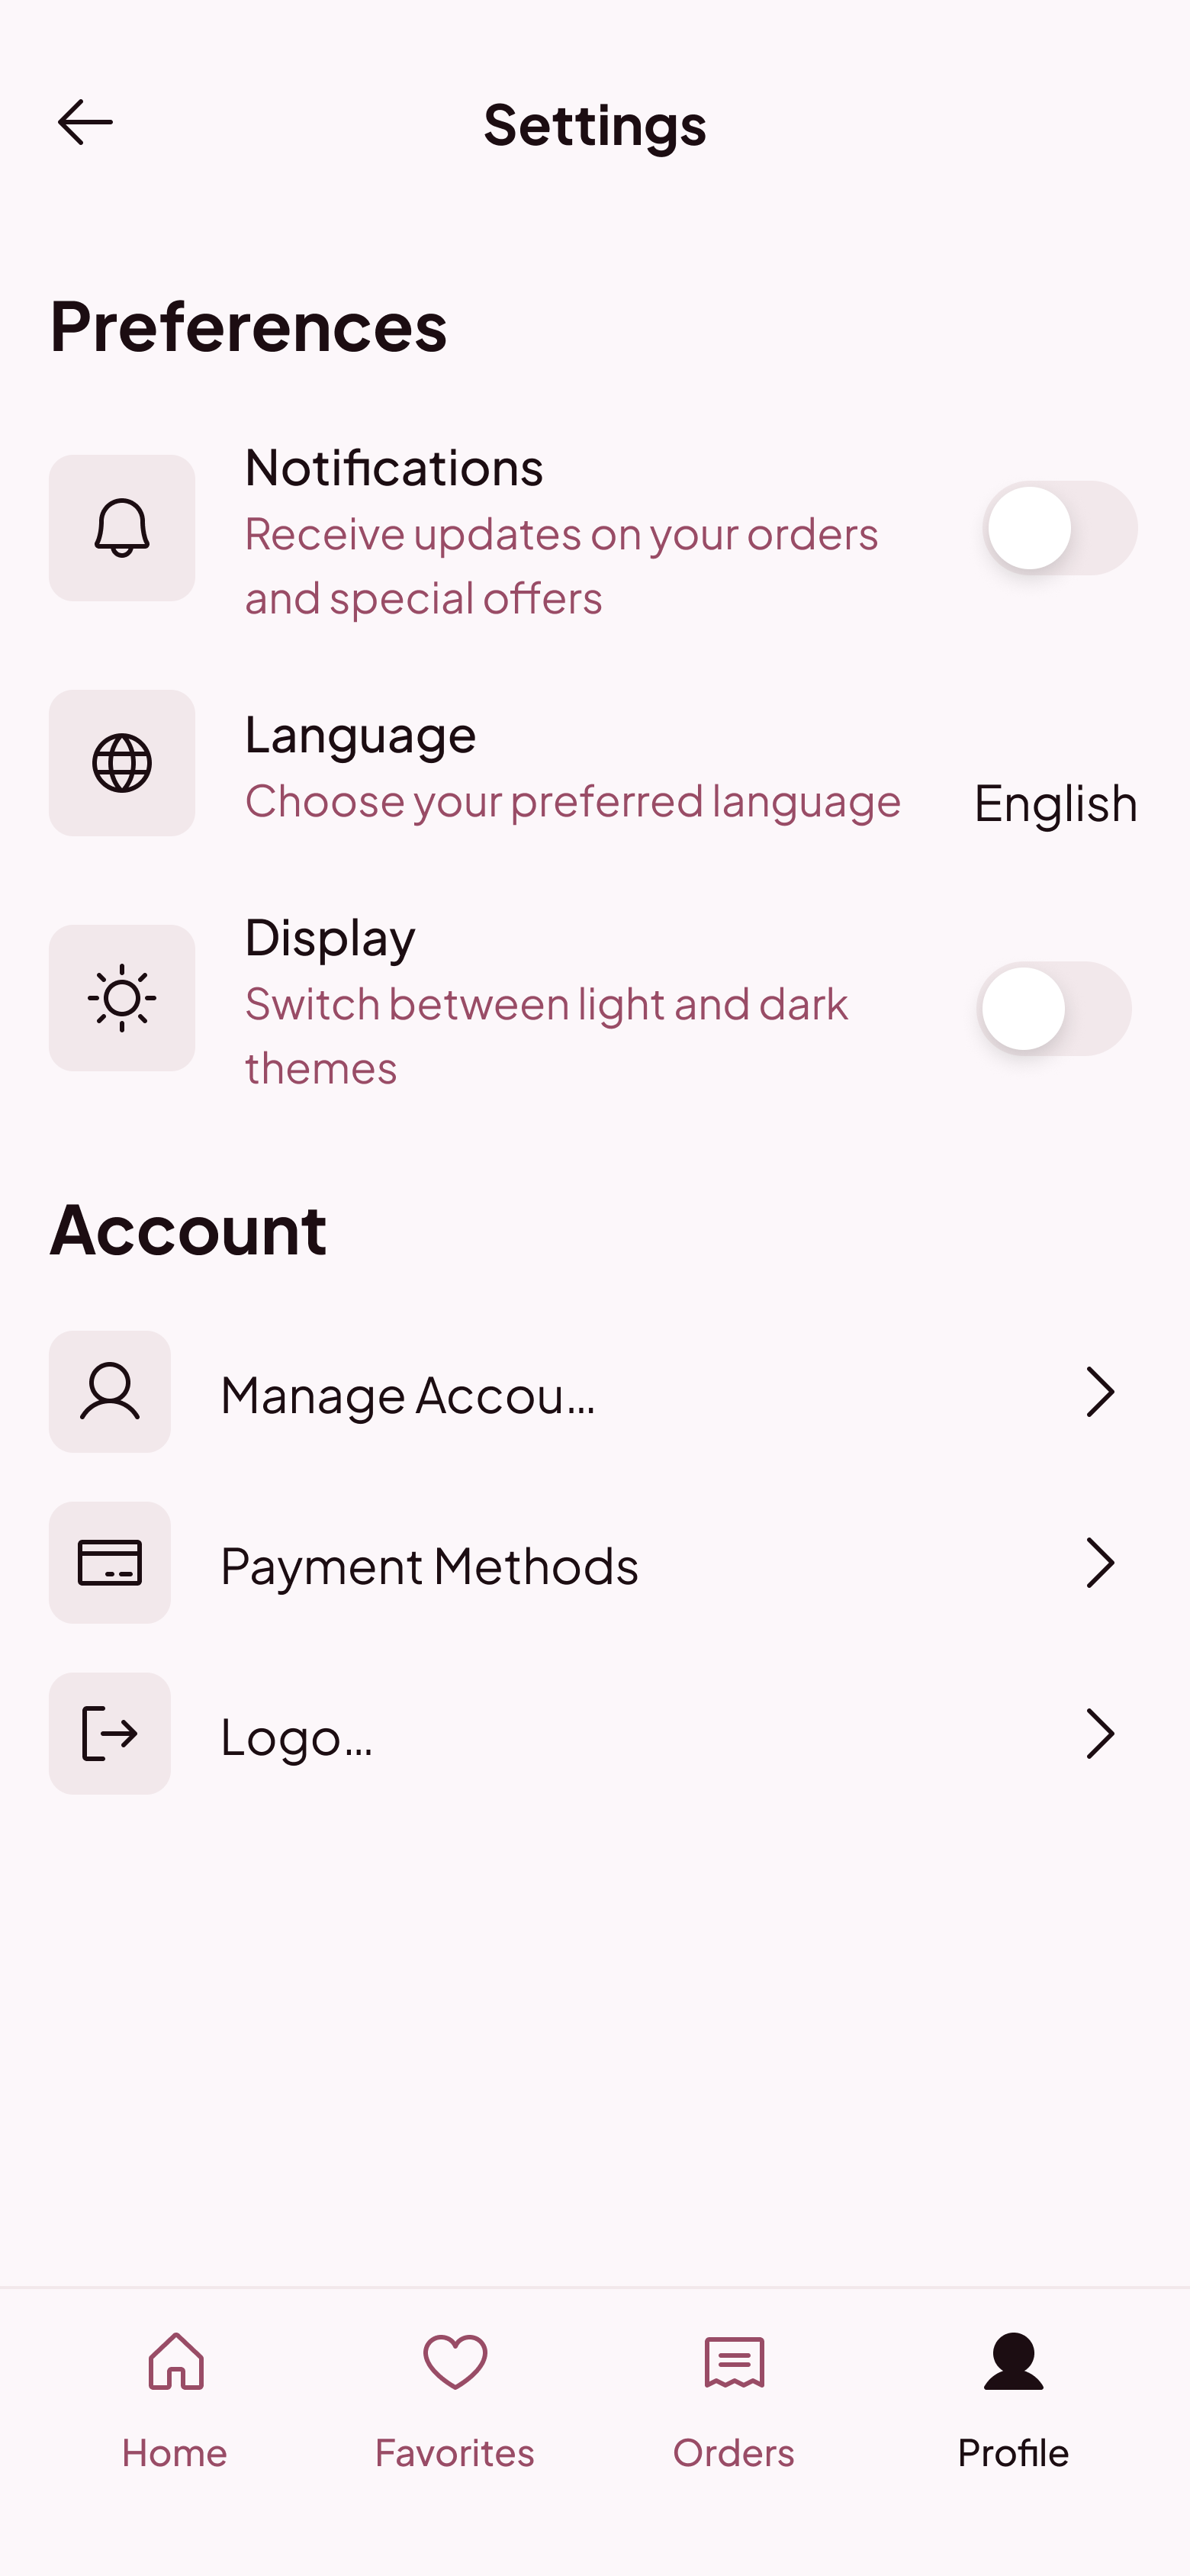 Settings
Preferences
Notifications
Receive updates on your orders
and special offers
Language
Choose your preferred language
English
Display
Switch between light and dark
themes
Account
Manage Accou...
Payment Methods
Logo...
Home
Favorites
Orders
Profile